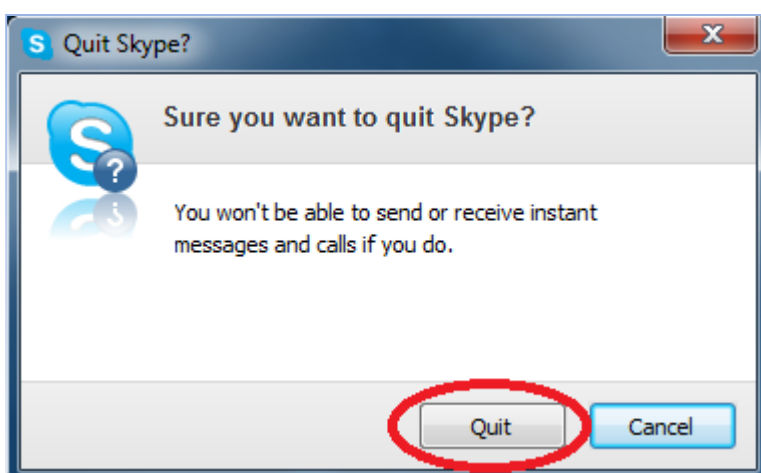 Quit Skype?
Sure you want to quit Skype?
You won't be able to send or receive instant
messages and calls if you do.
Quit
Cancel